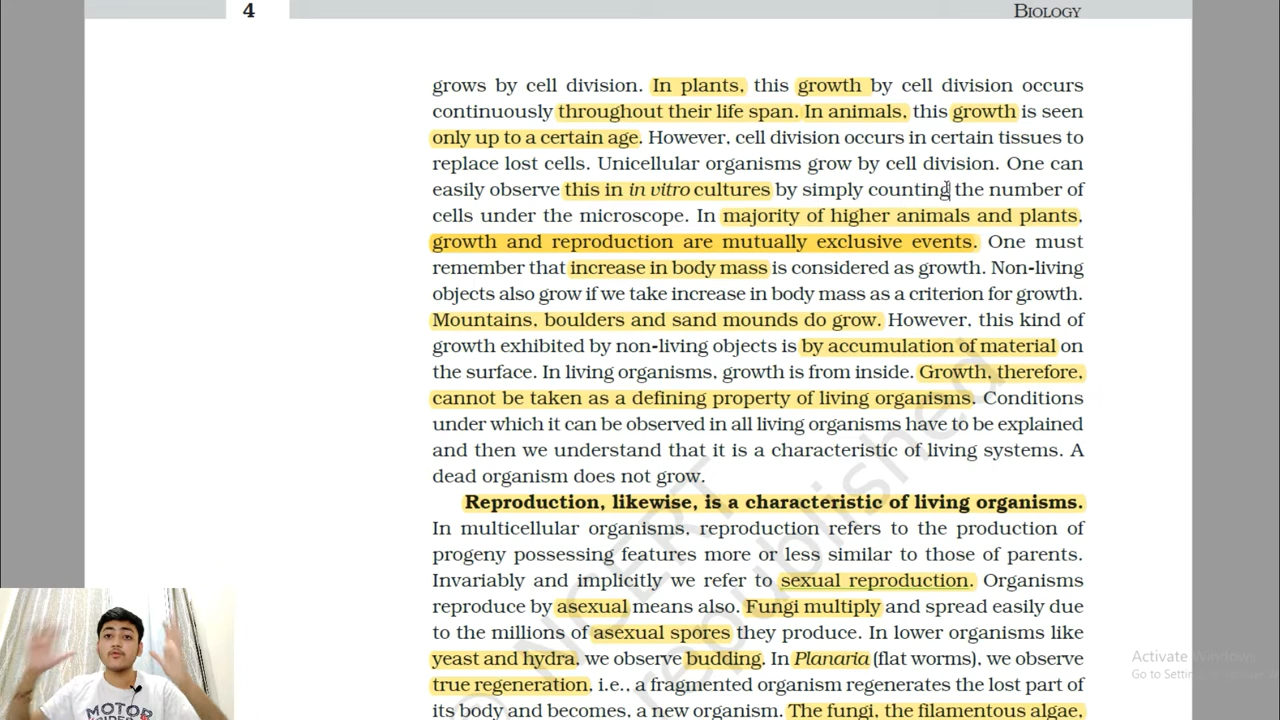 4
BIOLOGY
grows by cell division. In plants, this growth by cell division occurs
continuously throughout their life span. In animals, this growth is seen
only up to a certain age. However, cell division occurs in certain tissues to
replace lost cells. Unicellular organisms grow by cell division. One can
easily observe this in in vitro cultures by simply counting the number of
cells under the microscope. In majority of higher animals and plants,
growth and reproduction are mutually exclusive events. One must
remember that increase in body mass is considered as growth. Non-living
objects also grow if we take increase in body mass as a criterion for growth.
Mountains, boulders and sand mounds do grow. However, this kind of
growth exhibited by non-living objects is by accumulation of material on
the surface. In living organisms, growth is from inside. Growth, therefore,
cannot be taken as a defining property of living organisms. Conditions
under which it can be observed in all living organisms have to be explained
and then we understand that it is a characteristic of living systems. A
dead organism does not grow.
Reproduction, likewise, is a characteristic of living organisms.
In multicellular organisms, reproduction refers to the production of
progeny possessing features more or less similar to those of parents.
Invariably and implicitly we refer to sexual reproduction. Organisms
reproduce by asexual means also. Fungi multiply and spread easily due
to the millions of asexual spores they produce. In lower organisms like
yeast and hydra, we observe budding. In Planaria (flat worms), we observe
true regeneration, i.e., a fragmented organism regenerates the lost part of
its body and becomes, a new organism. The fungi, the filamentous algae,
NCERT
republished
MOTOR
Activate Windows
Go to Settings to activate W